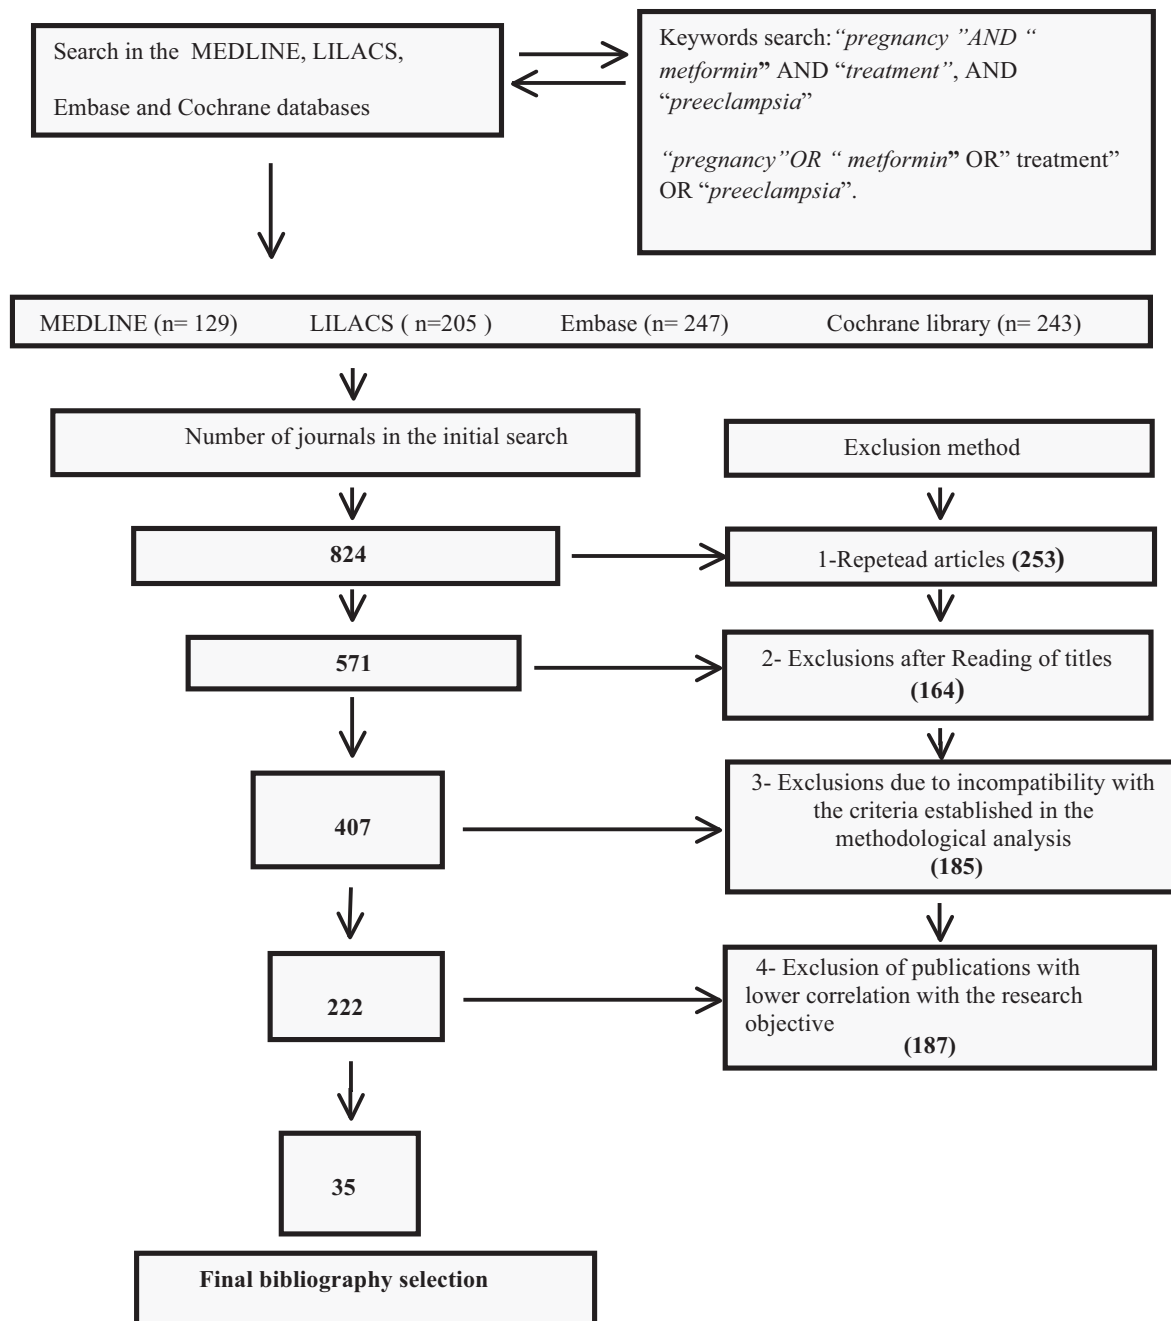 Search in the MEDLINE, LILACS,
Embase and Cochrane databases
Keywords search: “pregnancy ”AND “
metformin” AND “treatment”, AND
“preeclampsia”
“pregnancy”OR “ metformin” OR” treatment”
OR “preeclampsia”.
MEDLINE (n= 129) LILACS ( n=205 ) Embase (n= 247) Cochrane library (n= 243)
Number of journals in the initial search
Exclusion method
824
1-Repetead articles (253)
571
2- Exclusions after Reading of titles
(164)
407
3- Exclusions due to incompatibility with
the criteria established in the
methodological analysis
(185)
222
4- Exclusion of publications with
lower correlation with the research
objective
(187)
35
Final bibliography selection